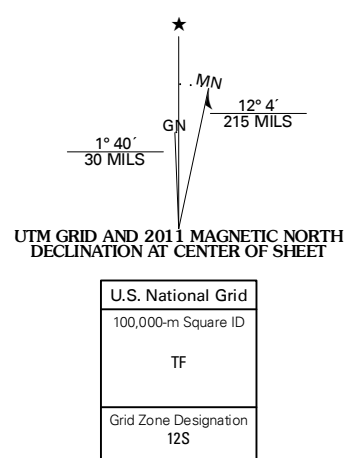 MN
GN
12° 4´
215 MILS
1° 40´
30 MILS
UTM GRID AND 2011 MAGNETIC NORTH
DECLINATION AT CENTER OF SHEET
U.S. National Grid
100,000-m Square ID
TF
Grid Zone Designation
12S